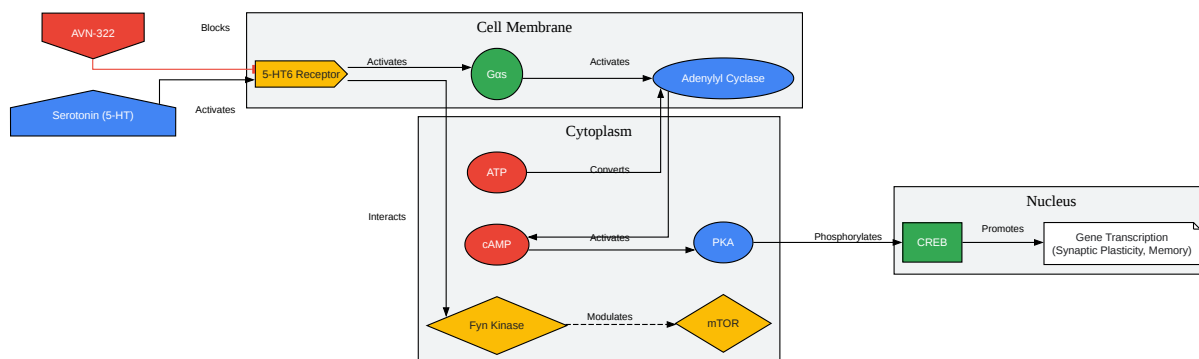 AVN-322
Blocks
Cell Membrane
5-HT6 Receptor
Activates
Gαs
Activates
Adenylyl Cyclase
Serotonin (5-HT)
Activates
Cytoplasm
ATP
Converts
Interacts
cAMP
Activates
PKA
Phosphorylates
Nucleus
CREB
Promotes
Gene Transcription
(Synaptic Plasticity, Memory)
Fyn Kinase
Modulates
mTOR